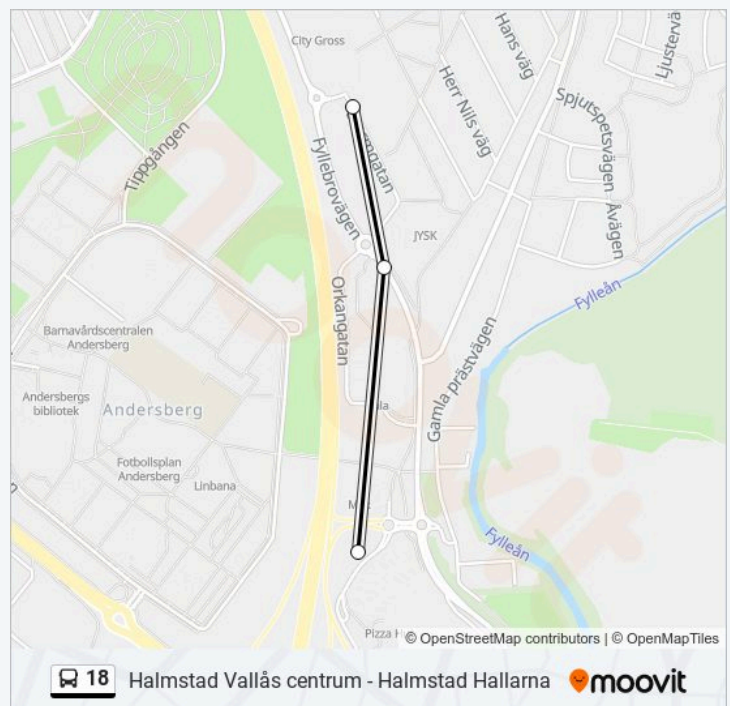 City Gross
Hans väg
Ljustervä
Herr Nils väg
Spjutspetsvägen
Åvägen
Tippgången
Fyllebrovägen
JYSK
Orkangatan
Fylleån
Barnavårdscentralen
Andersberg
Gamla prästvägen
Andersbergs
bibliotek
Andersberg
Fotbollsplan
Andersberg
Linbana
Fylleån
© OpenStreetMap contributors | © OpenMapTiles
18 Halmstad Vallås centrum - Halmstad Hallarna moovit